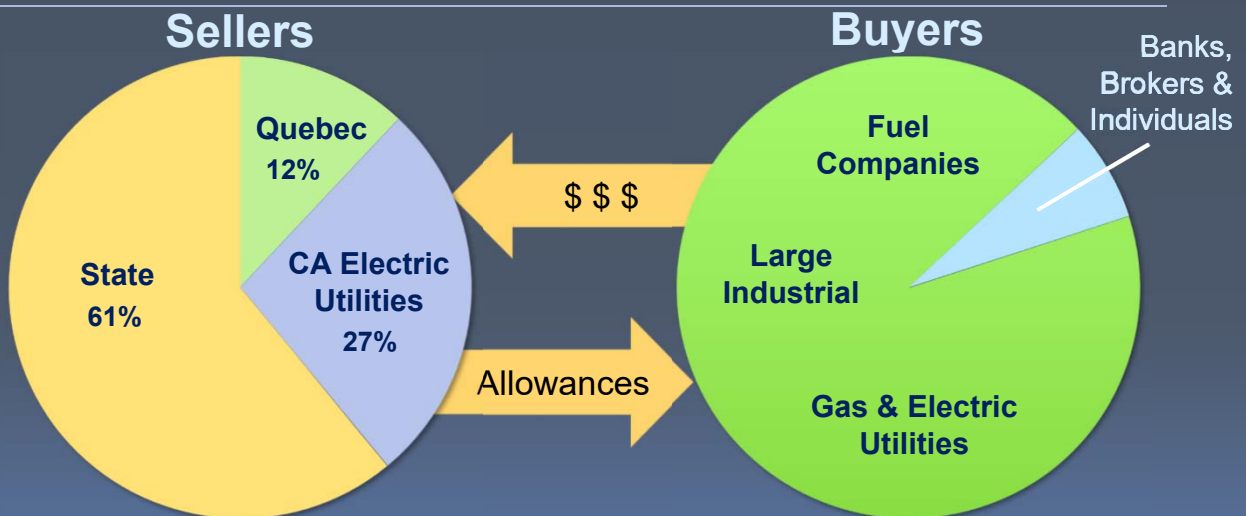 Sellers
Quebec
12%
State
61%
CA Electric
Utilities
27%
$ $ $
Allowances
Buyers
Banks,
Brokers &
Individuals
Fuel
Companies
Large
Industrial
Gas & Electric
Utilities